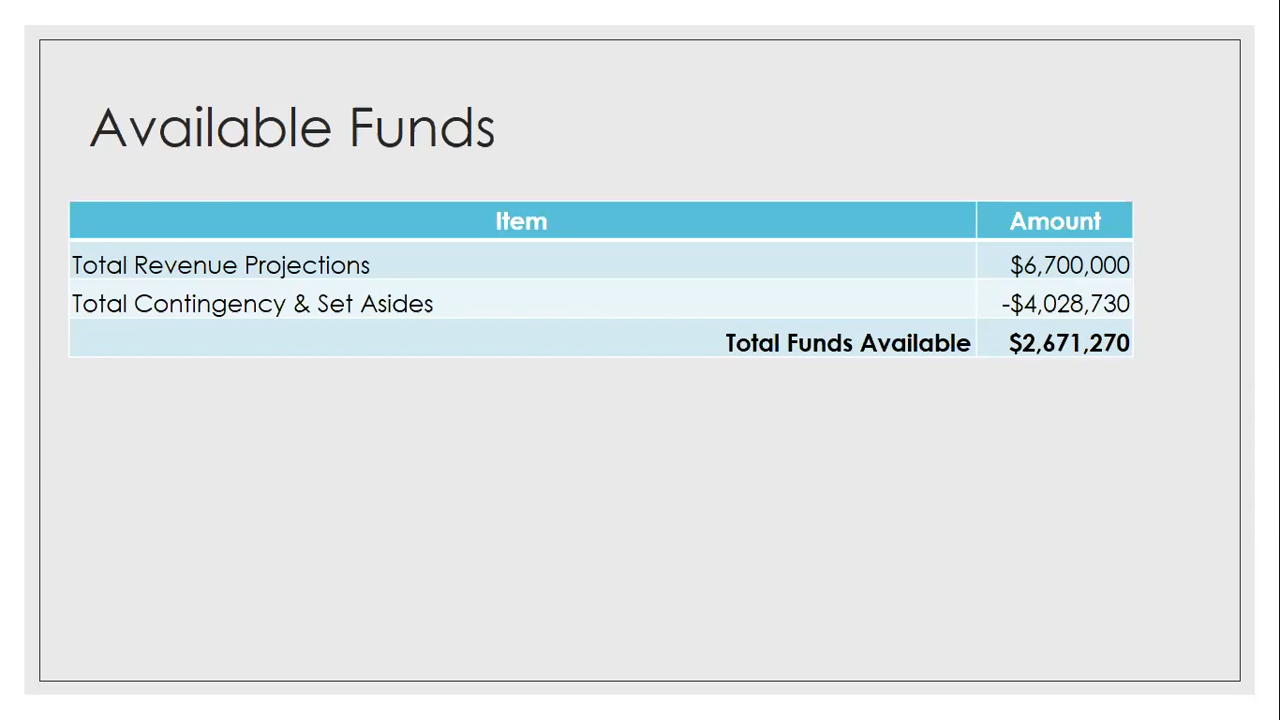 Available Funds
Item Amount
Total Revenue Projections $6,700,000
Total Contingency & Set Asides -$4,028,730
Total Funds Available $2,671,270